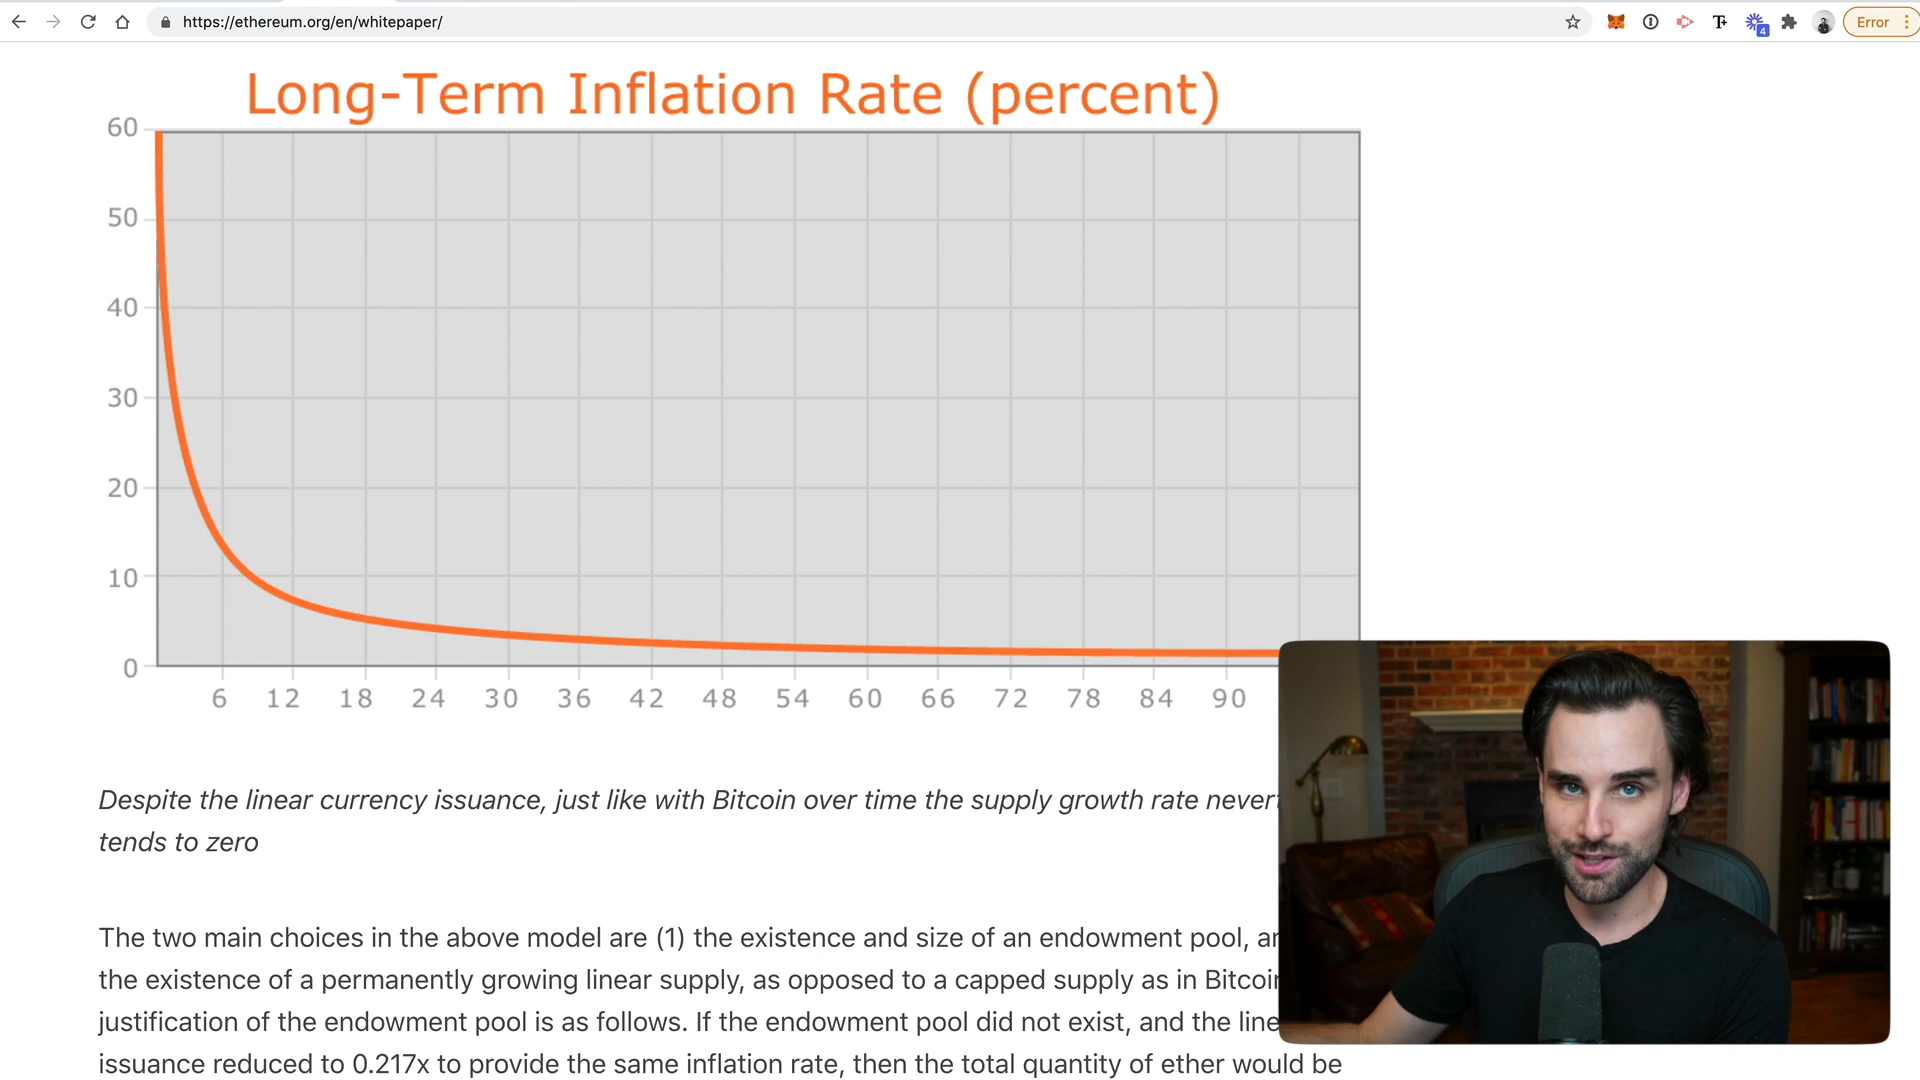 https://ethereum.org/en/whitepaper/
4
Error
Long-Term Inflation Rate (percent)
60
50
40
30
20
10
0
6 12 18 24 30 36 42 48 54 60 66 72 78 84 90
Despite the linear currency issuance, just like with Bitcoin over time the supply growth rate
tends to zero
The two main choices in the above model are (1) the existence and size of an endowment pool,
the existence of a permanently growing linear supply, as opposed to a capped supply as in Bitcoin
justification of the endowment pool is as follows. If the endowment pool did not exist, and the
issuance reduced to 0.217x to provide the same inflation rate, then the total quantity of ether would be